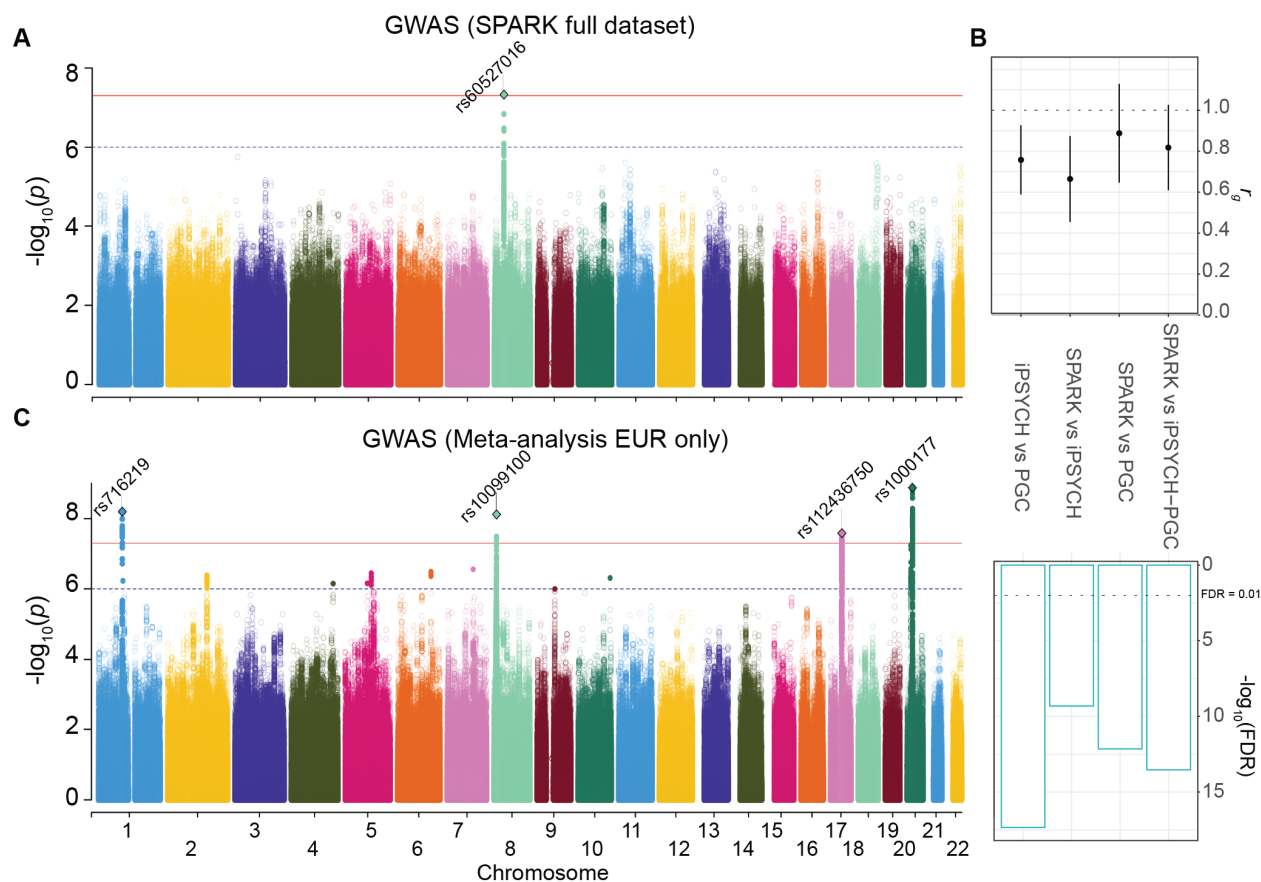 A
GWAS (SPARK full dataset)
rs60527016
-log10(p)
8
6
4
2
0
B
1.0
0.8
0.6
0.4
0.2
0.0
rg
iPSYCH vs PGC
SPARK vs iPSYCH
SPARK vs PGC
SPARK vs iPSYCH−PGC
0
FDR = 0.01
5
10
15
-log10(FDR)
C
GWAS (Meta-analysis EUR only)
rs716219
rs10099100
rs112436750
rs1000177
-log10(p)
8
6
4
2
0
1 3 5 7 9 11 13 15 17 19 21
2 4 6 8 10 12 14 16 18 20 22
Chromosome